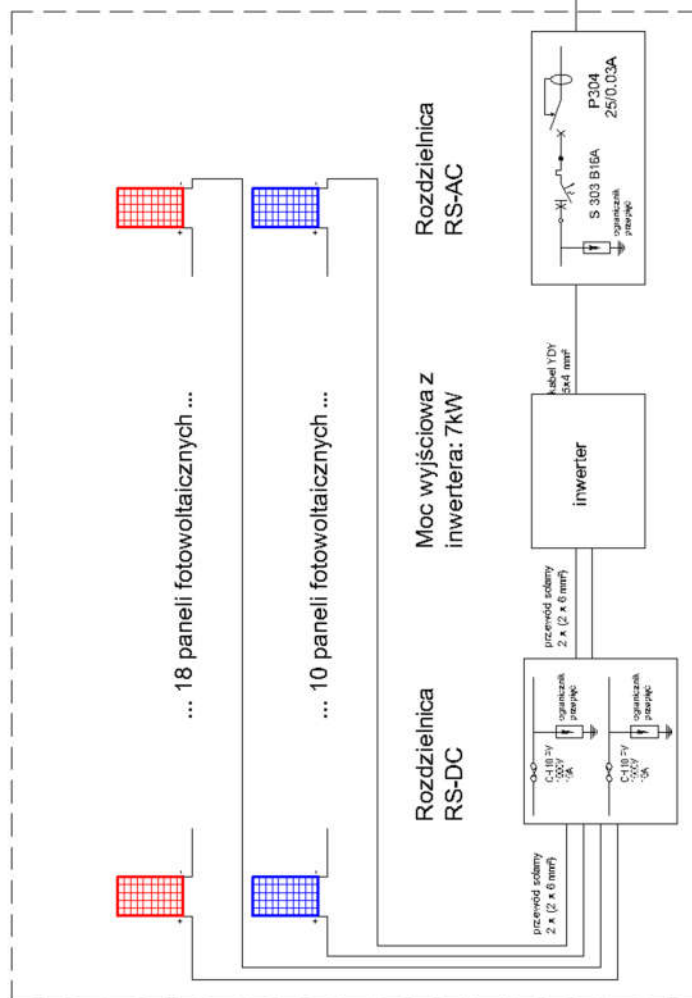 ... 18 paneli fotowoltaicznych ...
... 10 paneli fotowoltaicznych ...
Rozdzielnica
RS-DC
Moc wyjściowa z
inwertera: 7kW
Rozdzielnica
RS-AC
przewód solarny
2 x (2 x 6 mm²)
ogranicznik
przepięć
ogranicznik
przepięć
przewód solarny
2 x (2 x 6 mm²)
inwerter
kabel YDY
5x4 mm²
ogranicznik
przepięć
S 303 B16A
P304
25/0.03A